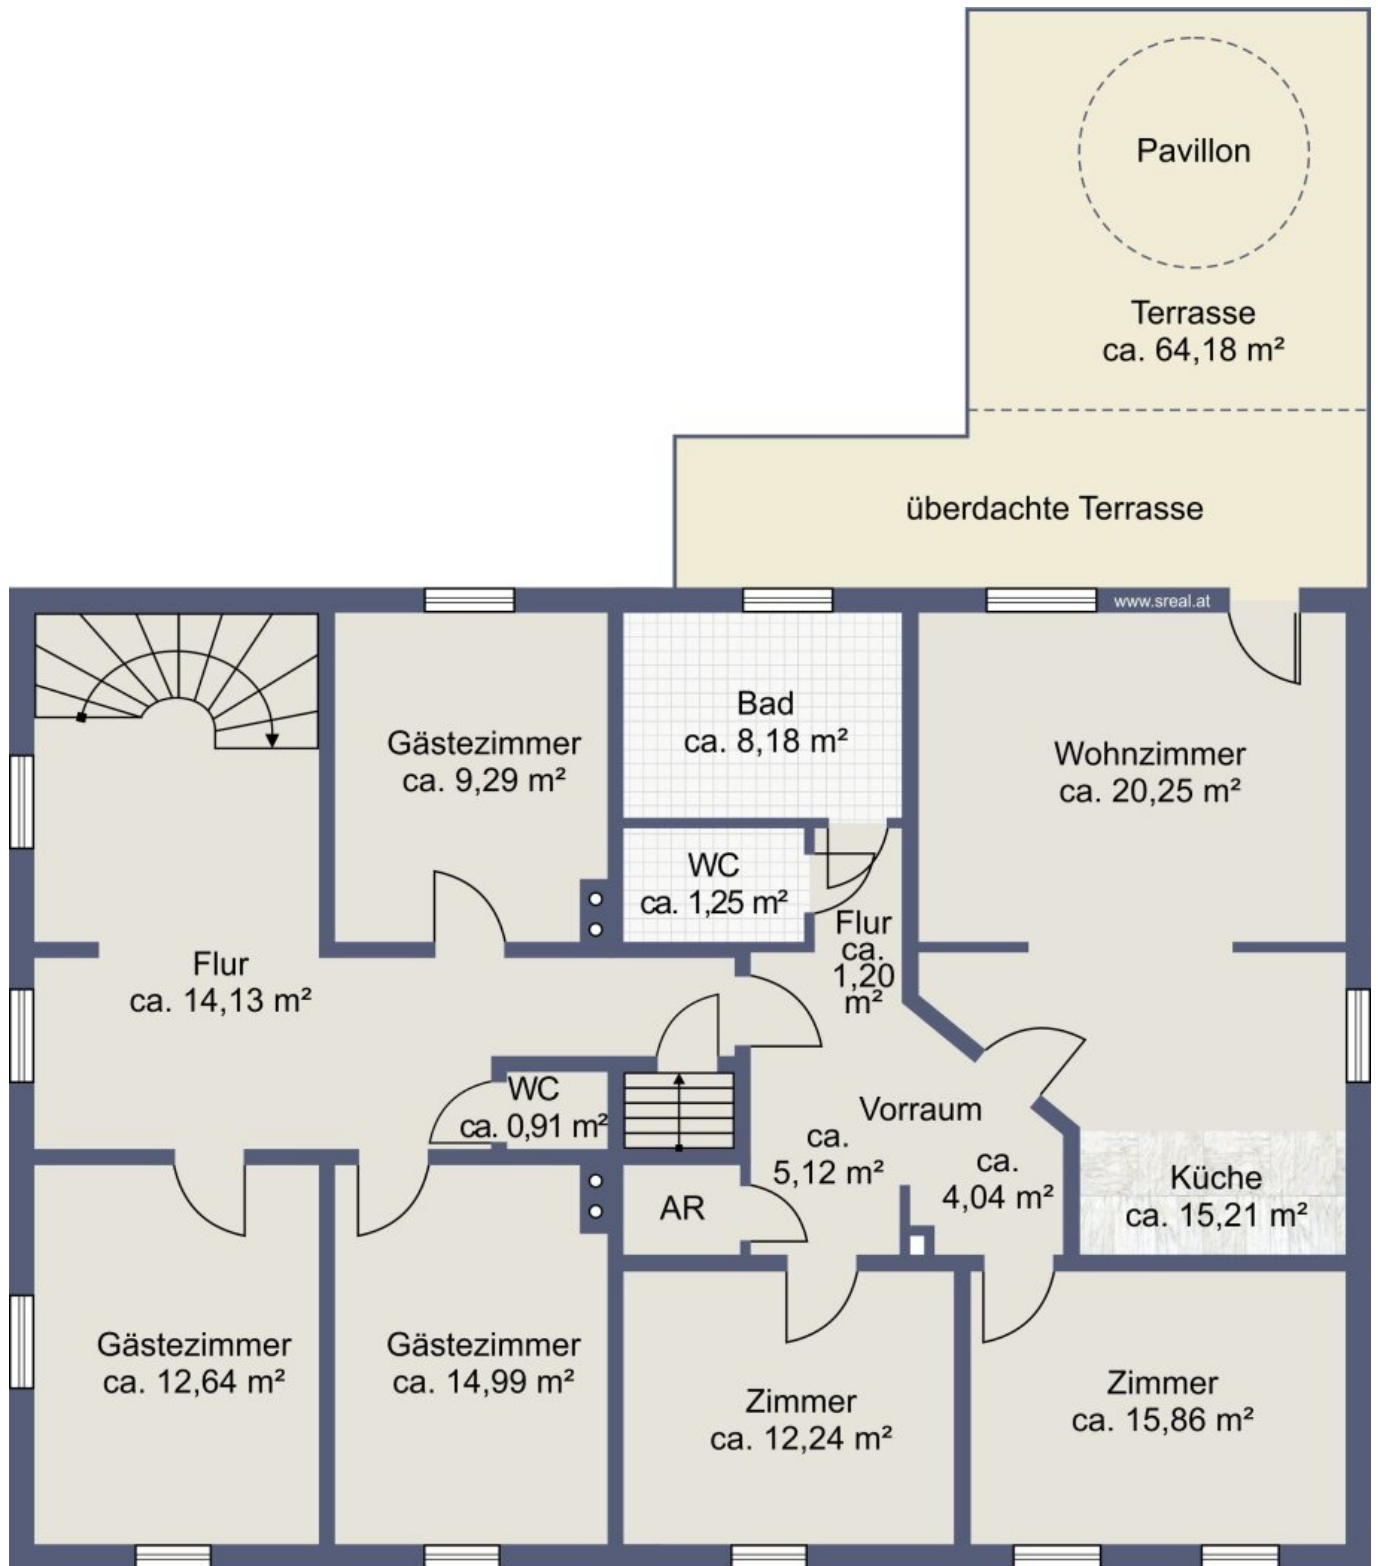 Pavillon
Terrasse
ca. 64,18 m²
überdachte Terrasse
www.sreal.at
Gästezimmer
ca. 9,29 m²
Bad
ca. 8,18 m²
Wohnzimmer
ca. 20,25 m²
WC
ca. 1,25 m²
Flur
ca.
1,20
m²
Flur
ca. 14,13 m²
WC
ca. 0,91 m²
Vorraum
ca.
5,12 m²
ca.
4,04 m²
Küche
ca. 15,21 m²
AR
Gästezimmer
ca. 12,64 m²
Gästezimmer
ca. 14,99 m²
Zimmer
ca. 12,24 m²
Zimmer
ca. 15,86 m²